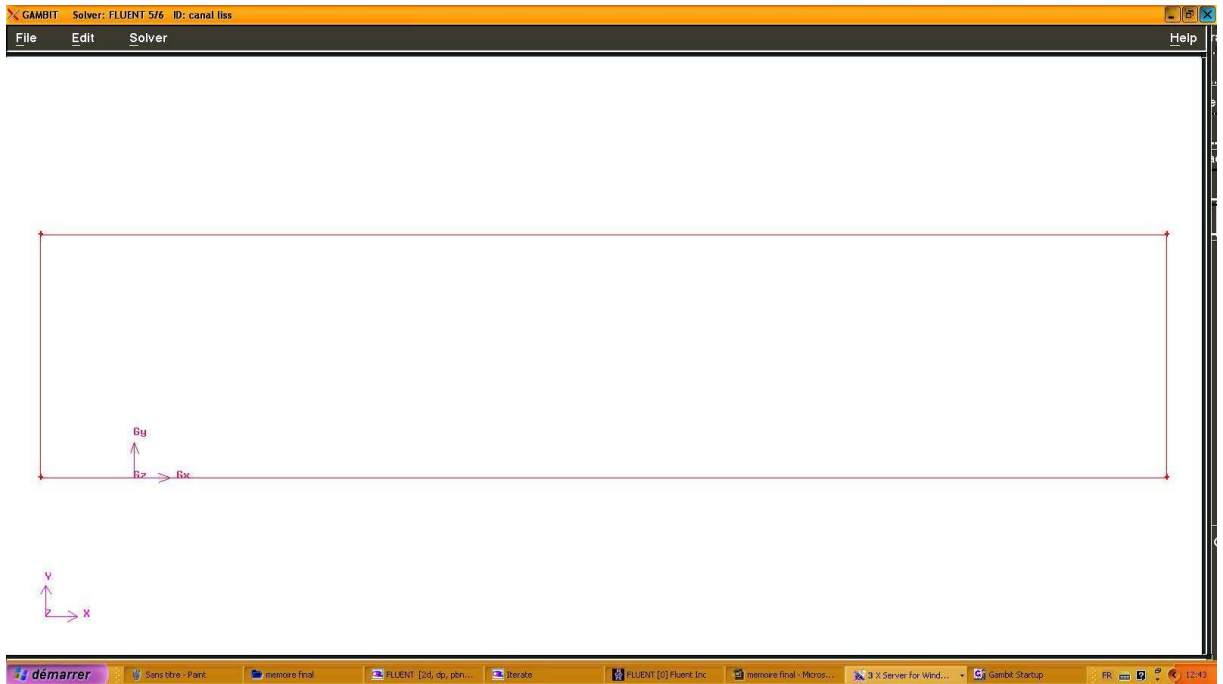 GAMBIT Solver: FLUENT 5/6 ID: canal liss
File Edit Solver Help
Gy
Gz Gx
Y
Z X
démarrer Sans titre - Paint memoire final FLUENT [2d, dp, pbn... Iterate FLUENT [0] Fluent Inc memore final - Micros... 3 X Server for Wind... Gambit Startup FR 12:43